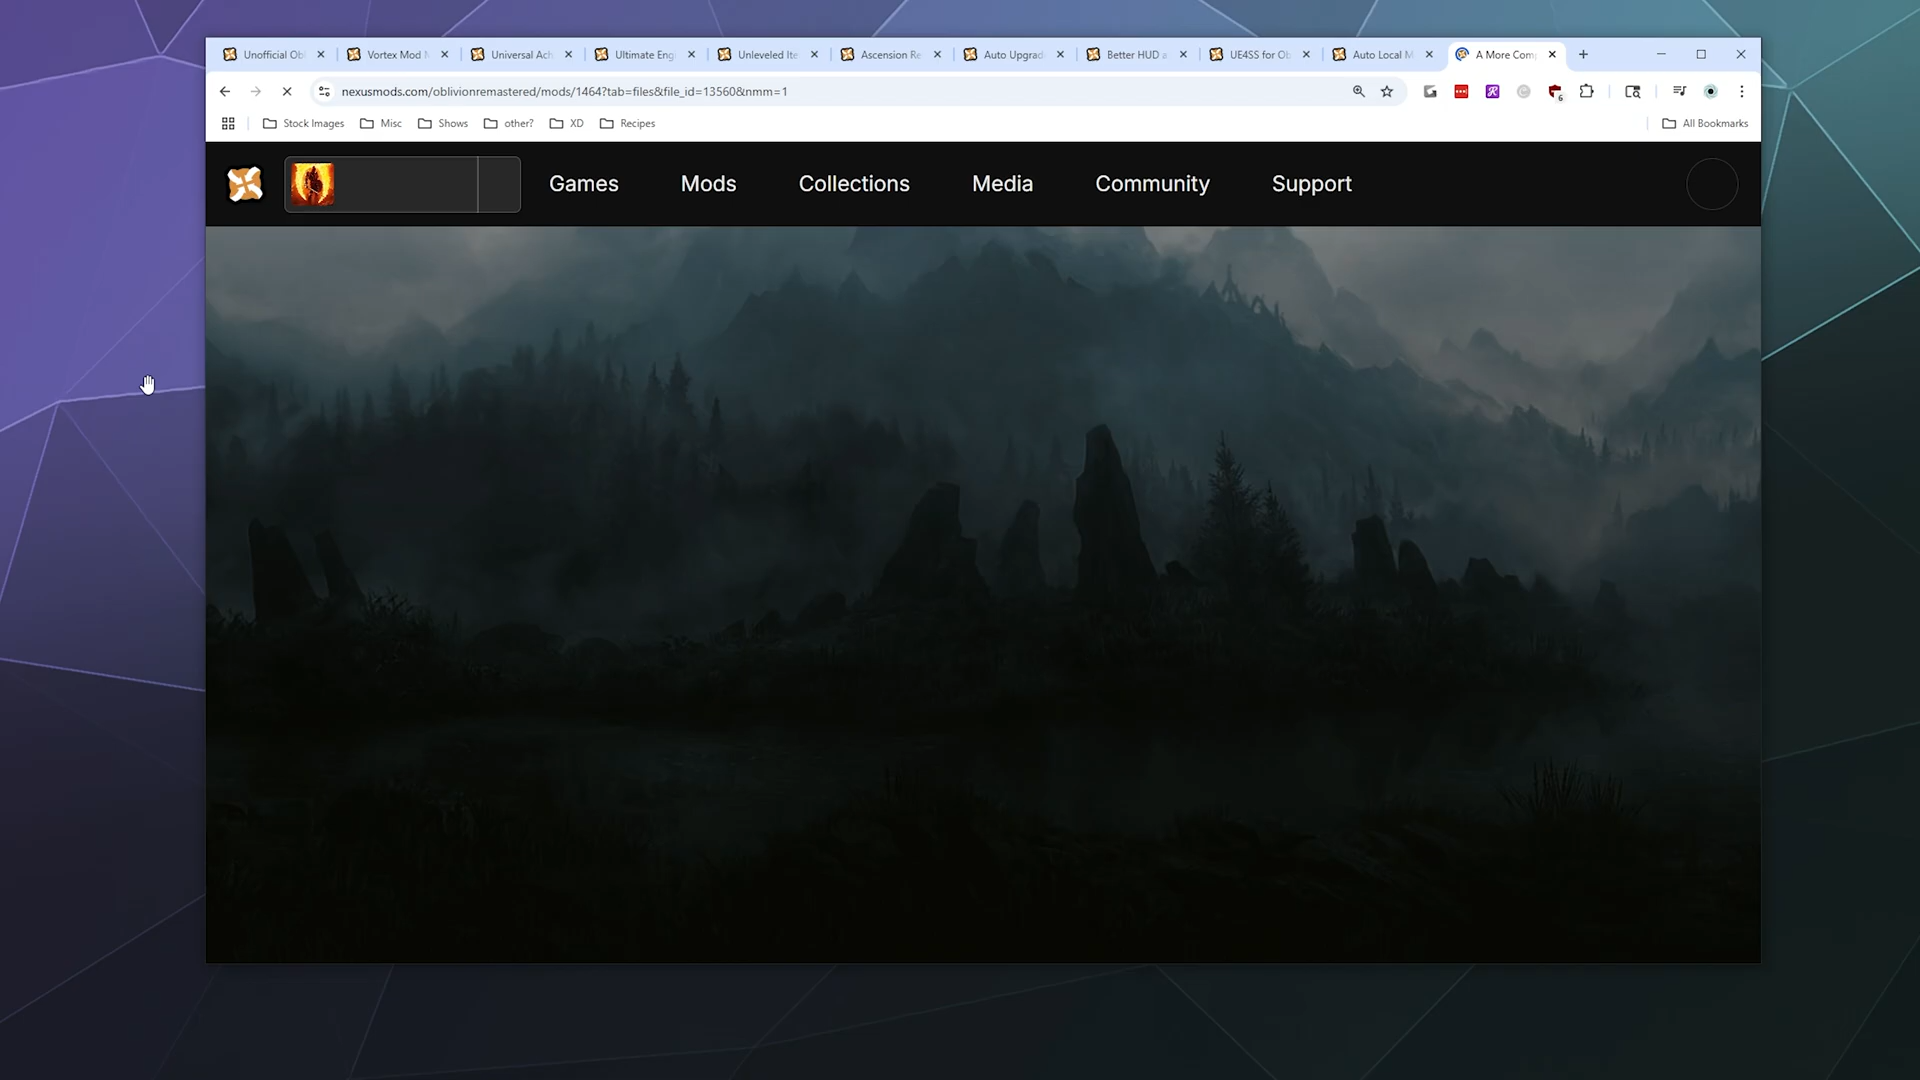 Unofficial Ob
Vortex Mod M
Universal Ach
Ultimate Eng
Unleveled Ite
Ascension Re
Auto Upgrad
Better HUD a
UE4SS for Ob
Auto Local M
A More Com
nexusmods.com/oblivionremastered/mods/1464?tab=files&file_id=13560&nmm=1
6
Stock Images
Misc
Shows
other?
XD
Recipes
All Bookmarks
Games
Mods
Collections
Media
Community
Support